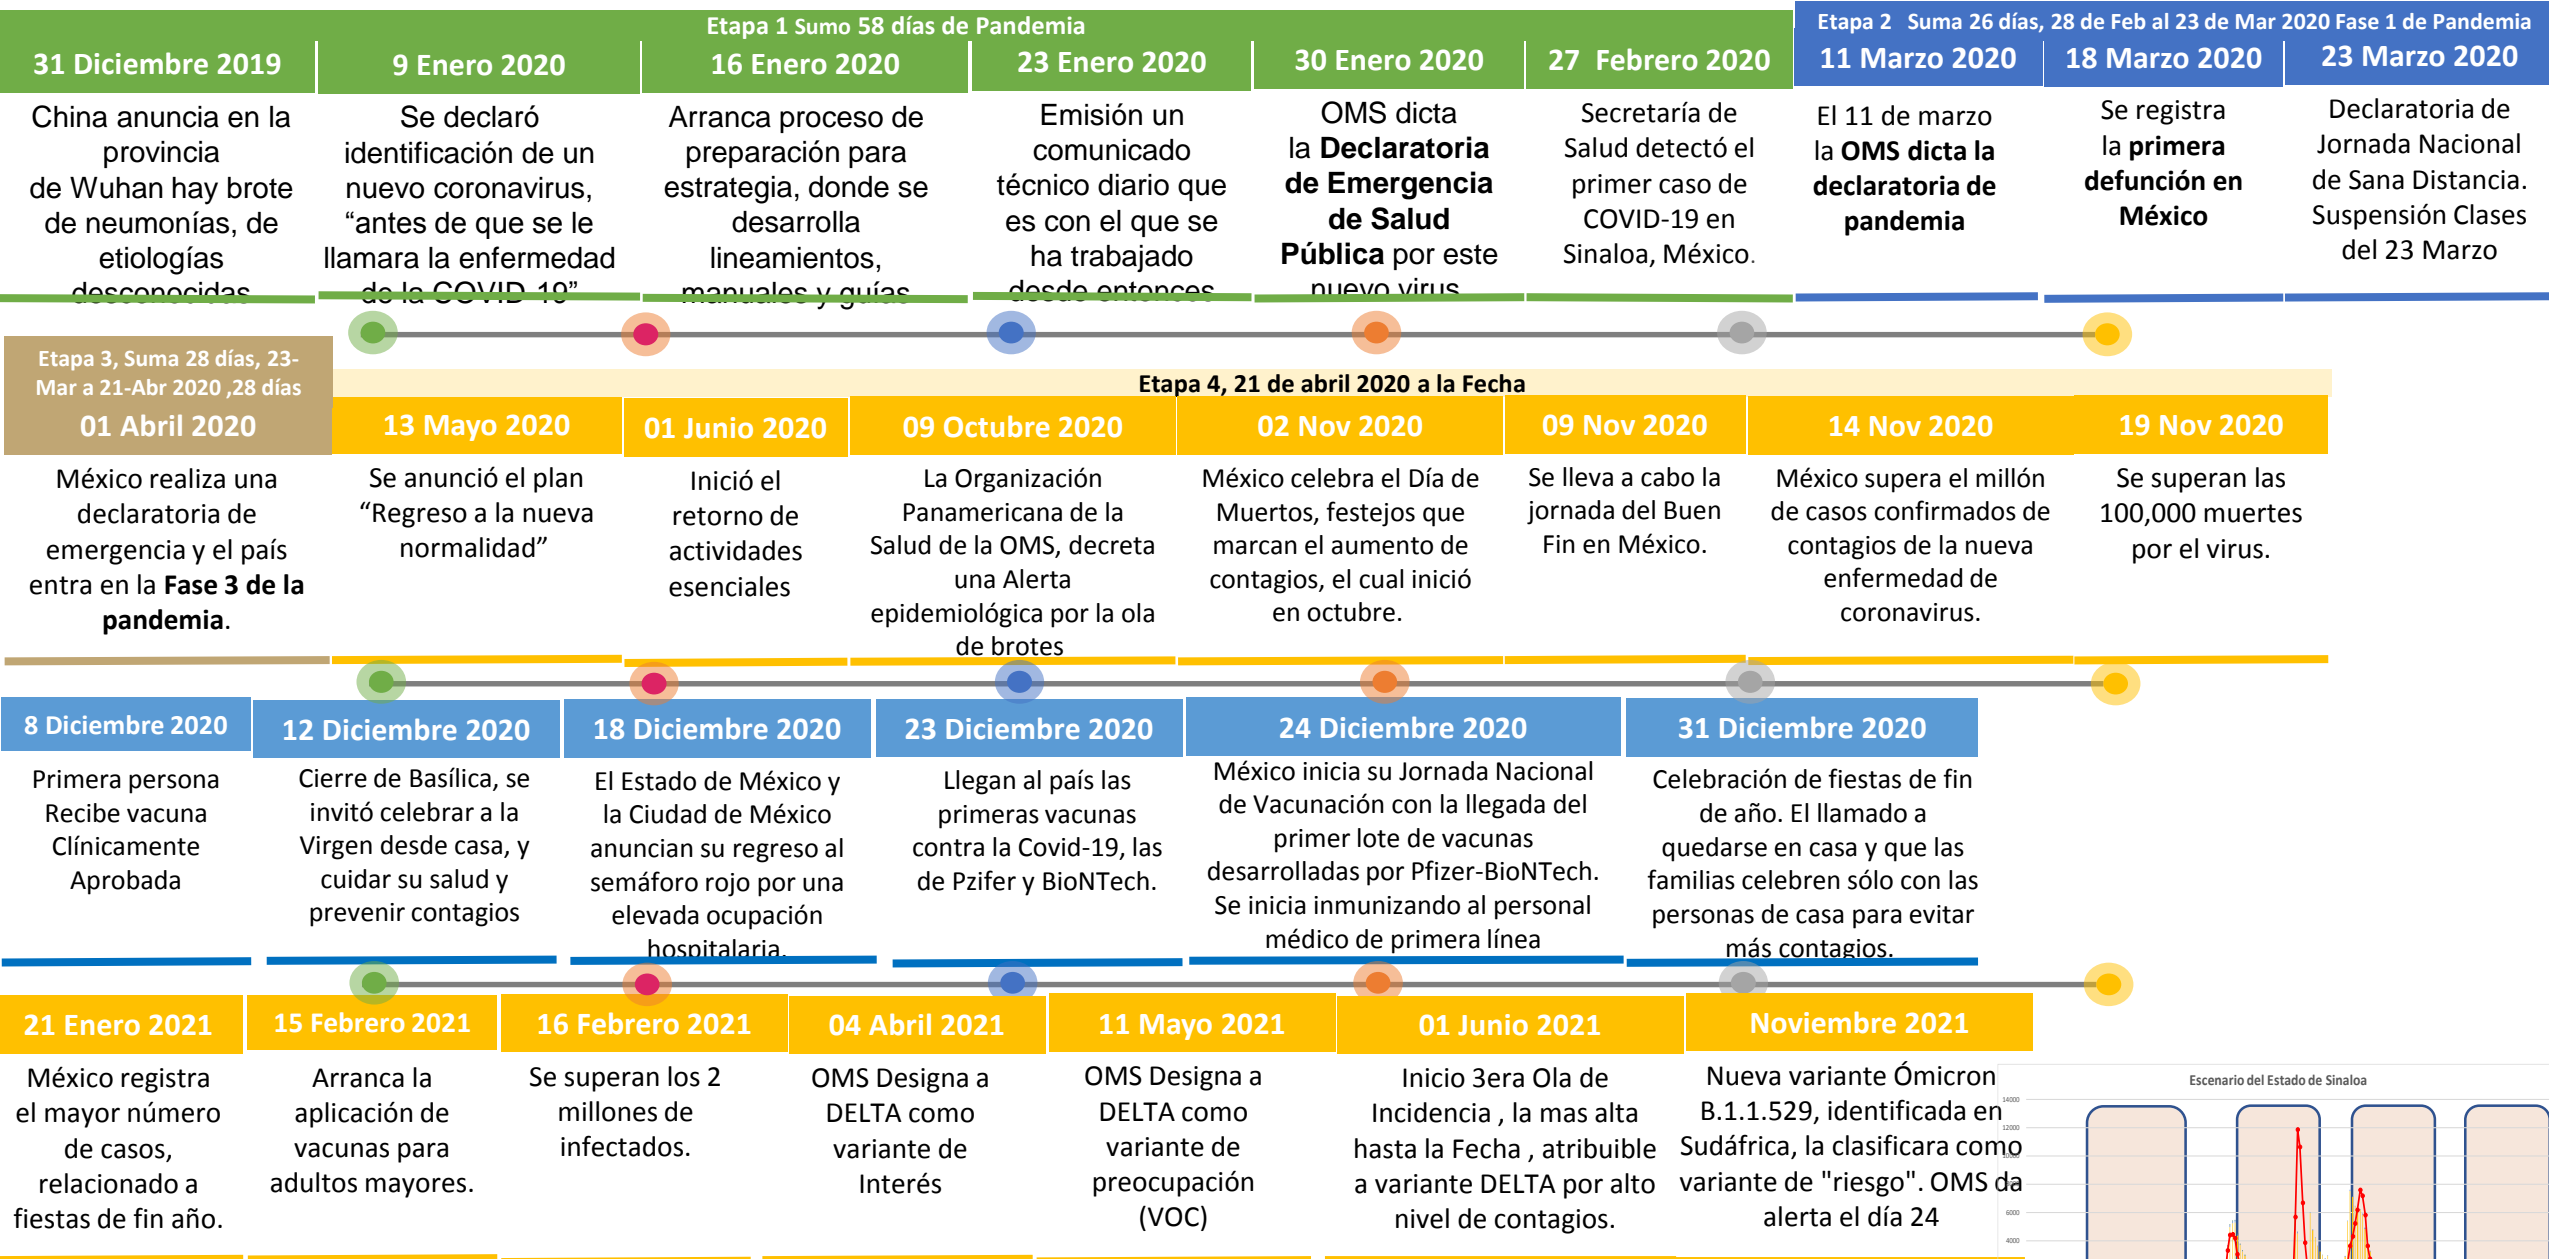 Etapa 1 Sumo 58 días de Pandemia
Etapa 2 Suma 26 días, 28 de Feb al 23 de Mar 2020 Fase 1 de Pandemia
31 Diciembre 2019
China anuncia en la
provincia
de Wuhan hay brote
de neumonías, de
etiologías
desconocidas
9 Enero 2020
Se declaró
identificación de un
nuevo coronavirus,
“antes de que se le
llamara la enfermedad
de la COVID-19”
16 Enero 2020
Arranca proceso de
preparación para
estrategia, donde se
desarrolla
lineamientos,
manuales y guías
23 Enero 2020
Emisión un
comunicado
técnico diario que
es con el que se
ha trabajado
desde entonces
30 Enero 2020
OMS dicta
la Declaratoria
de Emergencia
de Salud
Pública por este
nuevo virus
27 Febrero 2020
Secretaría de
Salud detectó el
primer caso de
COVID-19 en
Sinaloa, México.
11 Marzo 2020
El 11 de marzo
la OMS dicta la
declaratoria de
pandemia
18 Marzo 2020
Se registra
la primera
defunción en
México
23 Marzo 2020
Declaratoria de
Jornada Nacional
de Sana Distancia.
Suspensión Clases
del 23 Marzo
Etapa 3, Suma 28 días, 23-
Mar a 21-Abr 2020 ,28 días
01 Abril 2020
México realiza una
declaratoria de
emergencia y el país
entra en la Fase 3 de la
pandemia.
Etapa 4, 21 de abril 2020 a la Fecha
13 Mayo 2020
Se anunció el plan
“Regreso a la nueva
normalidad”
01 Junio 2020
Inició el
retorno de
actividades
esenciales
09 Octubre 2020
La Organización
Panamericana de la
Salud de la OMS, decreta
una Alerta
epidemiológica por la ola
de brotes
02 Nov 2020
México celebra el Día de
Muertos, festejos que
marcan el aumento de
contagios, el cual inició
en octubre.
09 Nov 2020
Se lleva a cabo la
jornada del Buen
Fin en México.
14 Nov 2020
México supera el millón
de casos confirmados de
contagios de la nueva
enfermedad de
coronavirus.
19 Nov 2020
Se superan las
100,000 muertes
por el virus.
8 Diciembre 2020
Primera persona
Recibe vacuna
Clínicamente
Aprobada
12 Diciembre 2020
Cierre de Basílica, se
invitó celebrar a la
Virgen desde casa, y
cuidar su salud y
prevenir contagios
18 Diciembre 2020
El Estado de México y
la Ciudad de México
anuncian su regreso al
semáforo rojo por una
elevada ocupación
hospitalaria.
23 Diciembre 2020
Llegan al país las
primeras vacunas
contra la Covid-19, las
de Pzifer y BioNTech.
24 Diciembre 2020
México inicia su Jornada Nacional
de Vacunación con la llegada del
primer lote de vacunas
desarrolladas por Pfizer-BioNTech.
Se inicia inmunizando al personal
médico de primera línea
31 Diciembre 2020
Celebración de fiestas de fin
de año. El llamado a
quedarse en casa y que las
familias celebren sólo con las
personas de casa para evitar
más contagios.
21 Enero 2021
México registra
el mayor número
de casos,
relacionado a
fiestas de fin año.
15 Febrero 2021
Arranca la
aplicación de
vacunas para
adultos mayores.
16 Febrero 2021
Se superan los 2
millones de
infectados.
04 Abril 2021
OMS Designa a
DELTA como
variante de
Interés
11 Mayo 2021
OMS Designa a
DELTA como
variante de
preocupación
(VOC)
01 Junio 2021
Inicio 3era Ola de
Incidencia , la mas alta
hasta la Fecha , atribuible
a variante DELTA por alto
nivel de contagios.
Noviembre 2021
Nueva variante Ómicron
B.1.1.529, identificada en
Sudáfrica, la clasificara como
variante de "riesgo". OMS da
alerta el día 24
Escenario del Estado de Sinaloa
14000
12000
10000
6000
4000